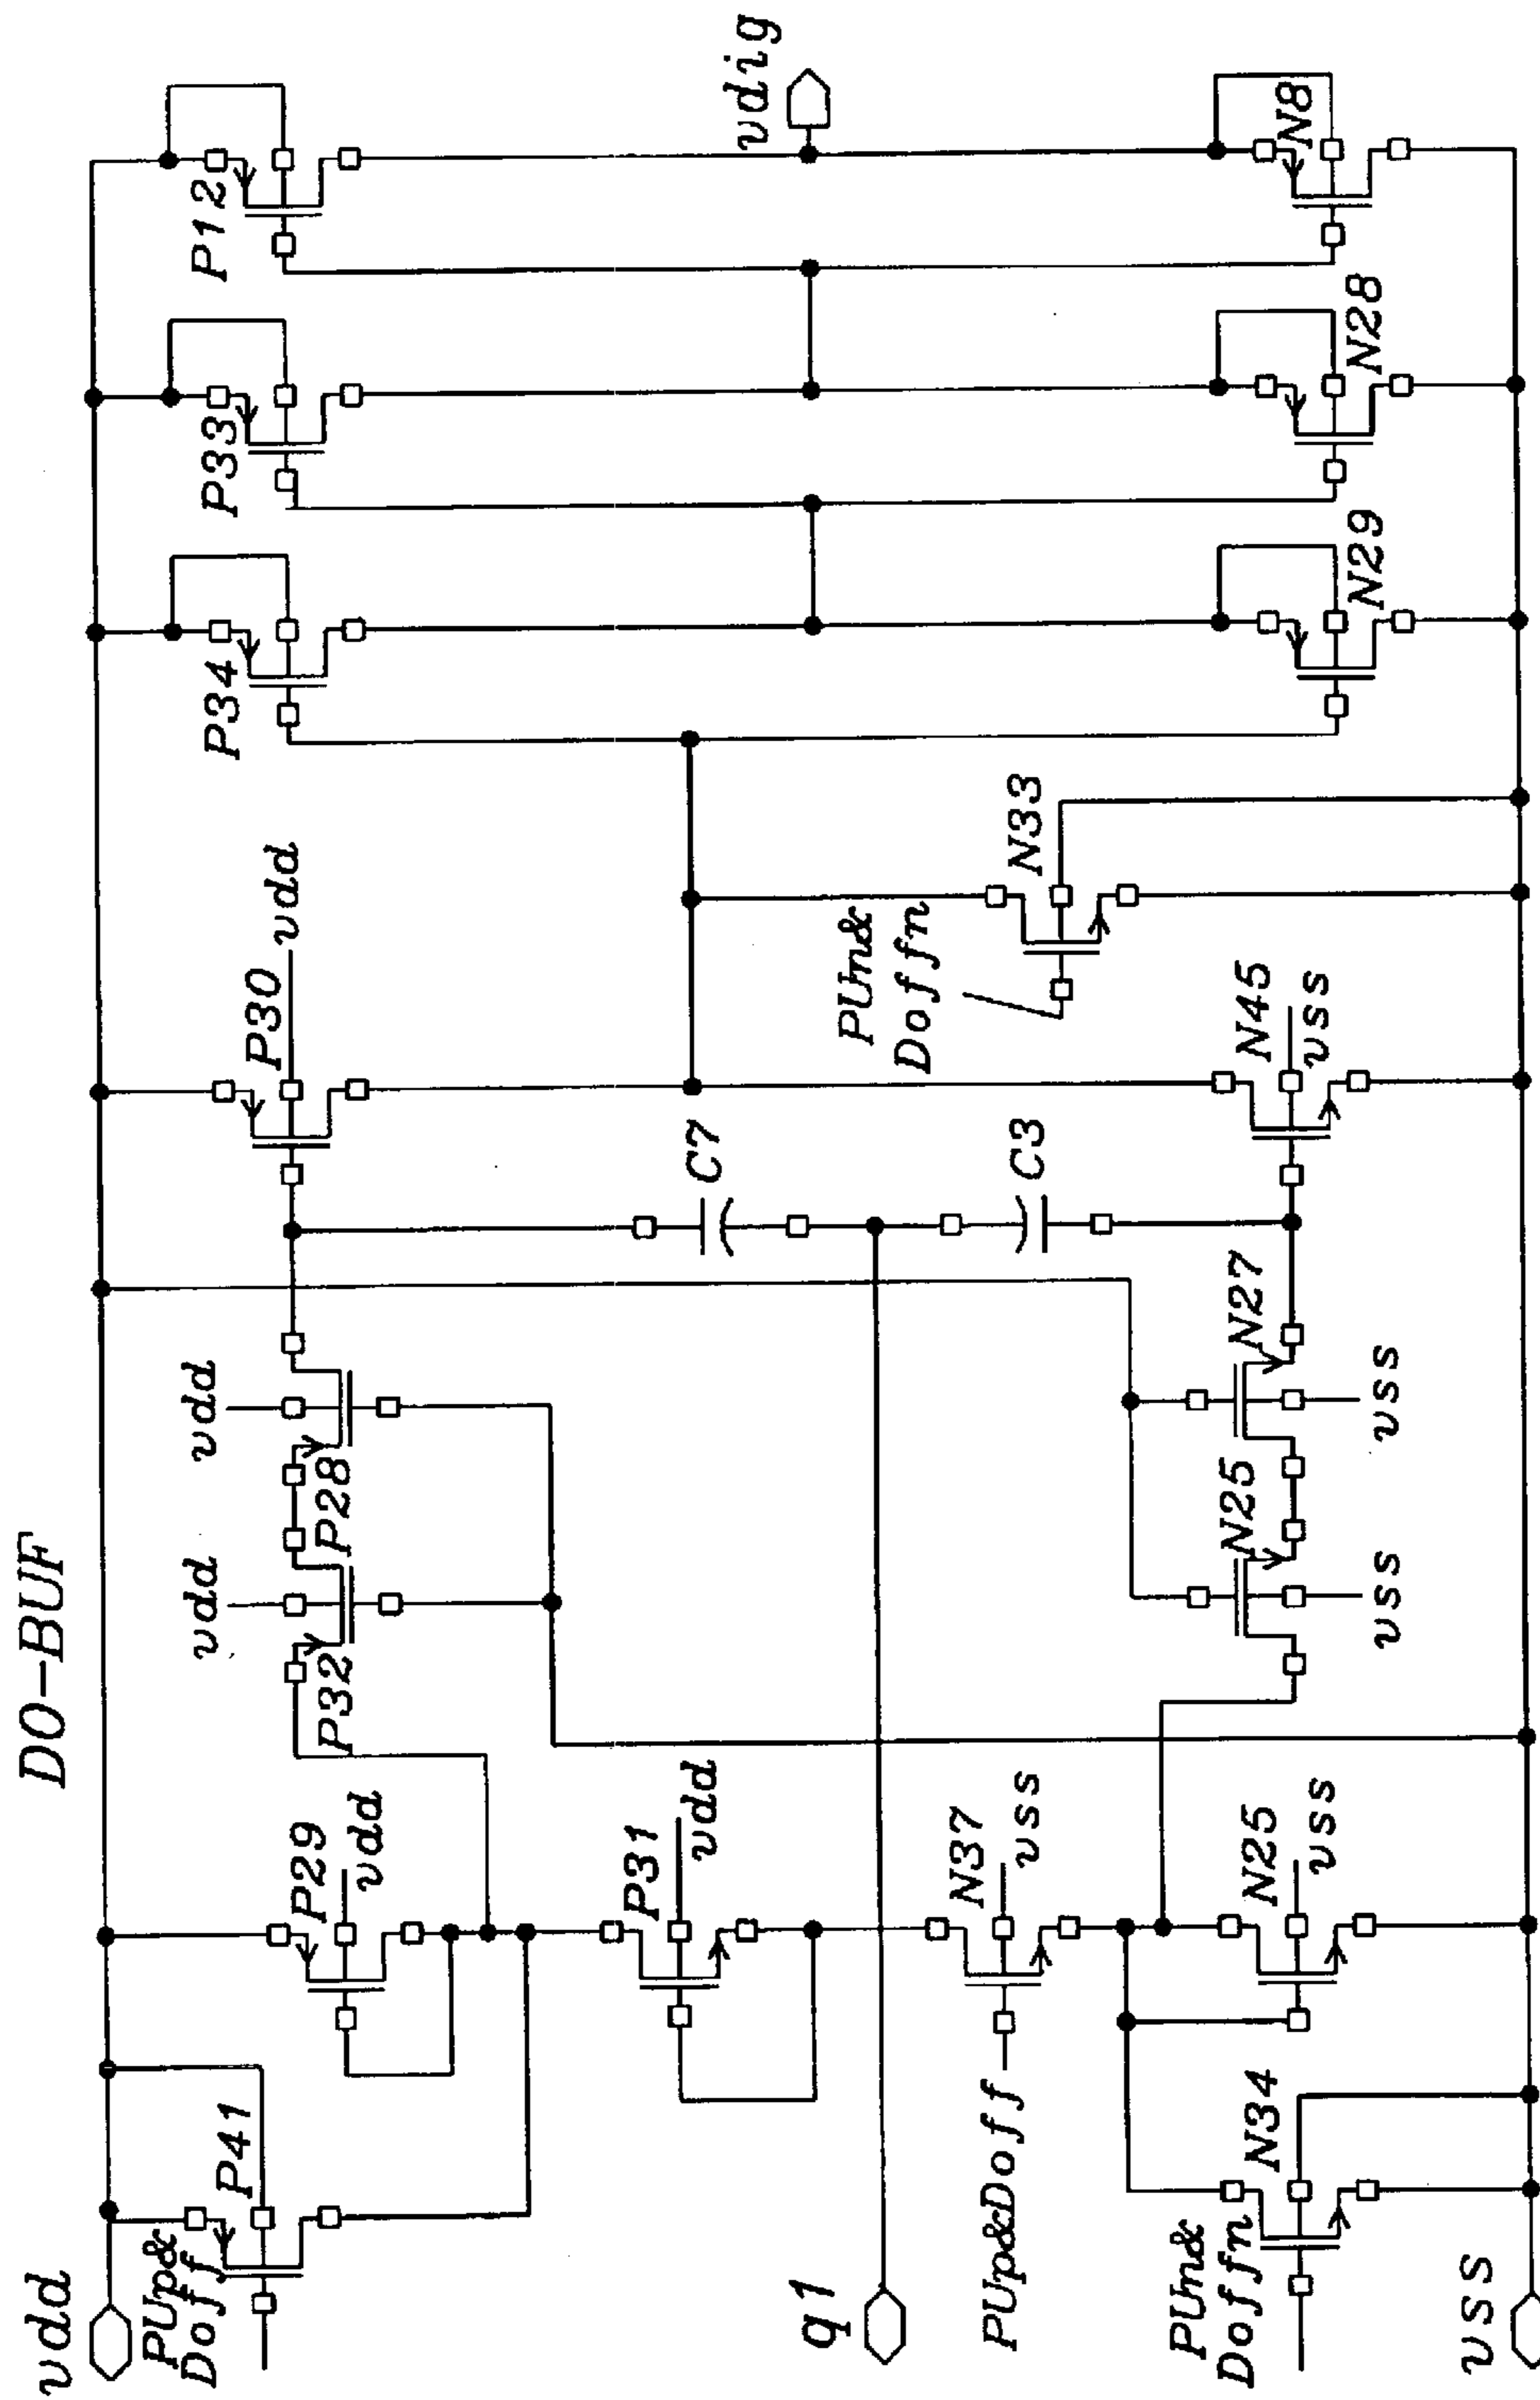 DO-BUF
vdd
PUp&
Doff
P41
P29
vdd
P32
vdd
P28
vdd
P30
vdd
P34
P33
P12
P31
vdd
C7
q1
vdig
N37
vss
PUp&Doff
C3
PUn&
Doffn
N33
PUn&
Doffn
N34
N25
vss
N25
vss
N27
vss
N45
vss
N29
N28
N8
vss